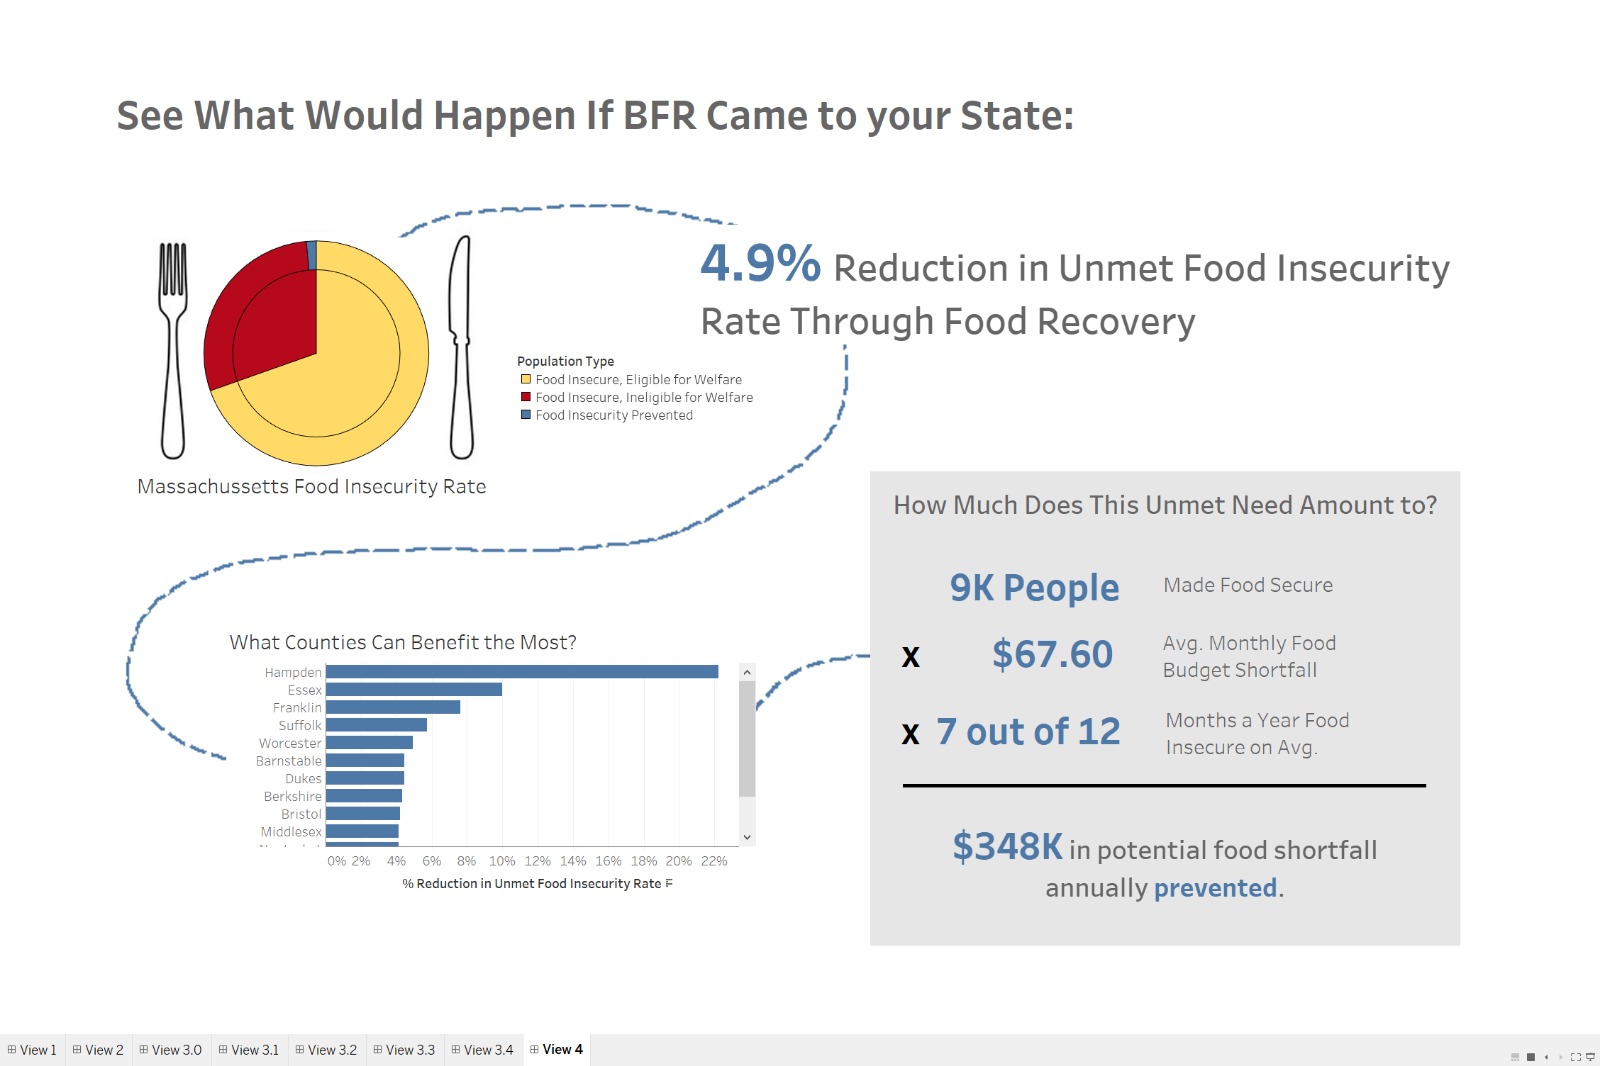 See What Would Happen If BFR Came to your State:
4.9% Reduction in Unmet Food Insecurity
Rate Through Food Recovery
Population Type
Food Insecure, Eligible for Welfare
Food Insecure, Ineligible for Welfare
Food Insecurity Prevented
Massachussetts Food Insecurity Rate
How Much Does This Unmet Need Amount to?
9K People Made Food Secure
x $67.60 Avg. Monthly Food
Budget Shortfall
x 7 out of 12 Months a Year Food
Insecure on Avg.
$348K in potential food shortfall
annually prevented.
What Counties Can Benefit the Most?
Hampden
Essex
Franklin
Suffolk
Worcester
Barnstable
Dukes
Berkshire
Bristol
Middlesex
0% 2% 4% 6% 8% 10% 12% 14% 16% 18% 20% 22%
% Reduction in Unmet Food Insecurity Rate
View 1 View 2 View 3.0 View 3.1 View 3.2 View 3.3 View 3.4 View 4